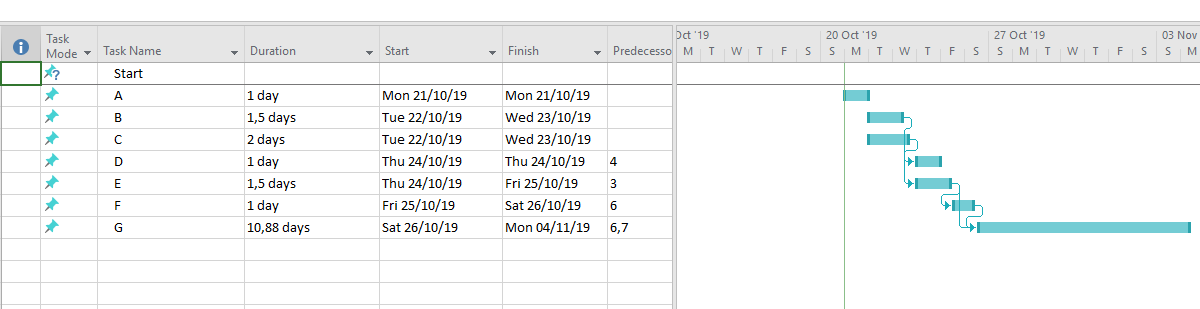 Task Mode Task Name Duration Start Finish Predecesso
Oct '19 20 Oct '19 27 Oct '19 03 Nov
M T W T F S S M T W T F S S M T W T F S S M
? Start
A 1 day Mon 21/10/19 Mon 21/10/19
B 1,5 days Tue 22/10/19 Wed 23/10/19
C 2 days Tue 22/10/19 Wed 23/10/19
D 1 day Thu 24/10/19 Thu 24/10/19 4
E 1,5 days Thu 24/10/19 Fri 25/10/19 3
F 1 day Fri 25/10/19 Sat 26/10/19 6
G 10,88 days Sat 26/10/19 Mon 04/11/19 6,7